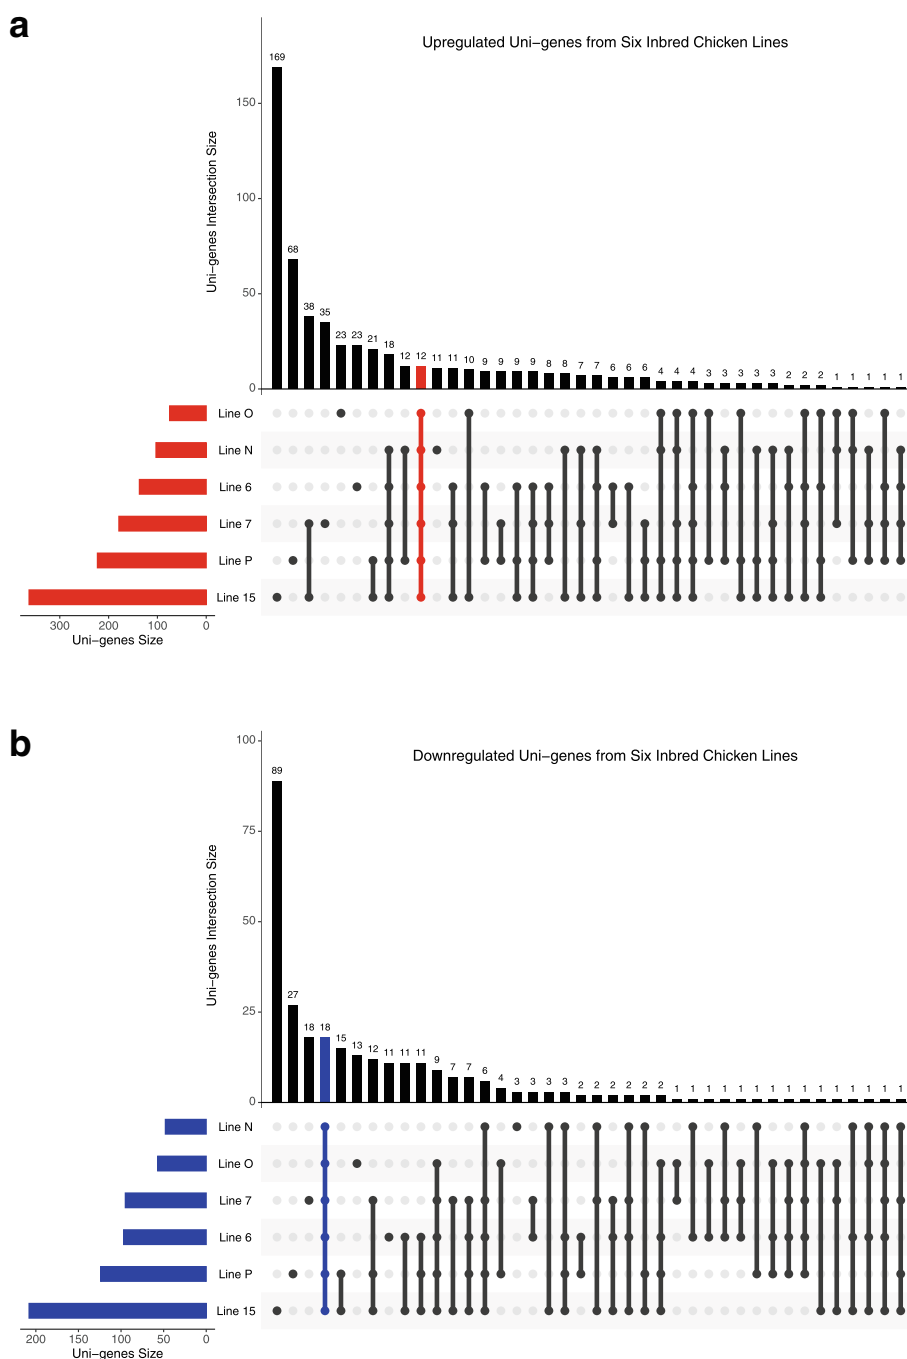 a
Upregulated Uni−genes from Six Inbred Chicken Lines
Uni−genes Intersection Size
150
100
50
0
169 68 38 35 23 23 21 18 12 12 11 11 10 9 9 9 9 8 8 7 7 6 6 6 4 4 4 3 3 3 3 3 2 2 2 1 1 1 1 1
Line O
Line N
Line 6
Line 7
Line P
Line 15
300 200 100 0
Uni−genes Size
b
Downregulated Uni−genes from Six Inbred Chicken Lines
Uni−genes Intersection Size
100
75
50
25
0
89 27 18 18 15 13 12 11 11 11 9 7 7 6 4 3 3 3 3 2 2 2 2 2 2 1 1 1 1 1 1 1 1 1 1 1 1 1 1 1
Line N
Line O
Line 7
Line 6
Line P
Line 15
200 150 100 50 0
Uni−genes Size